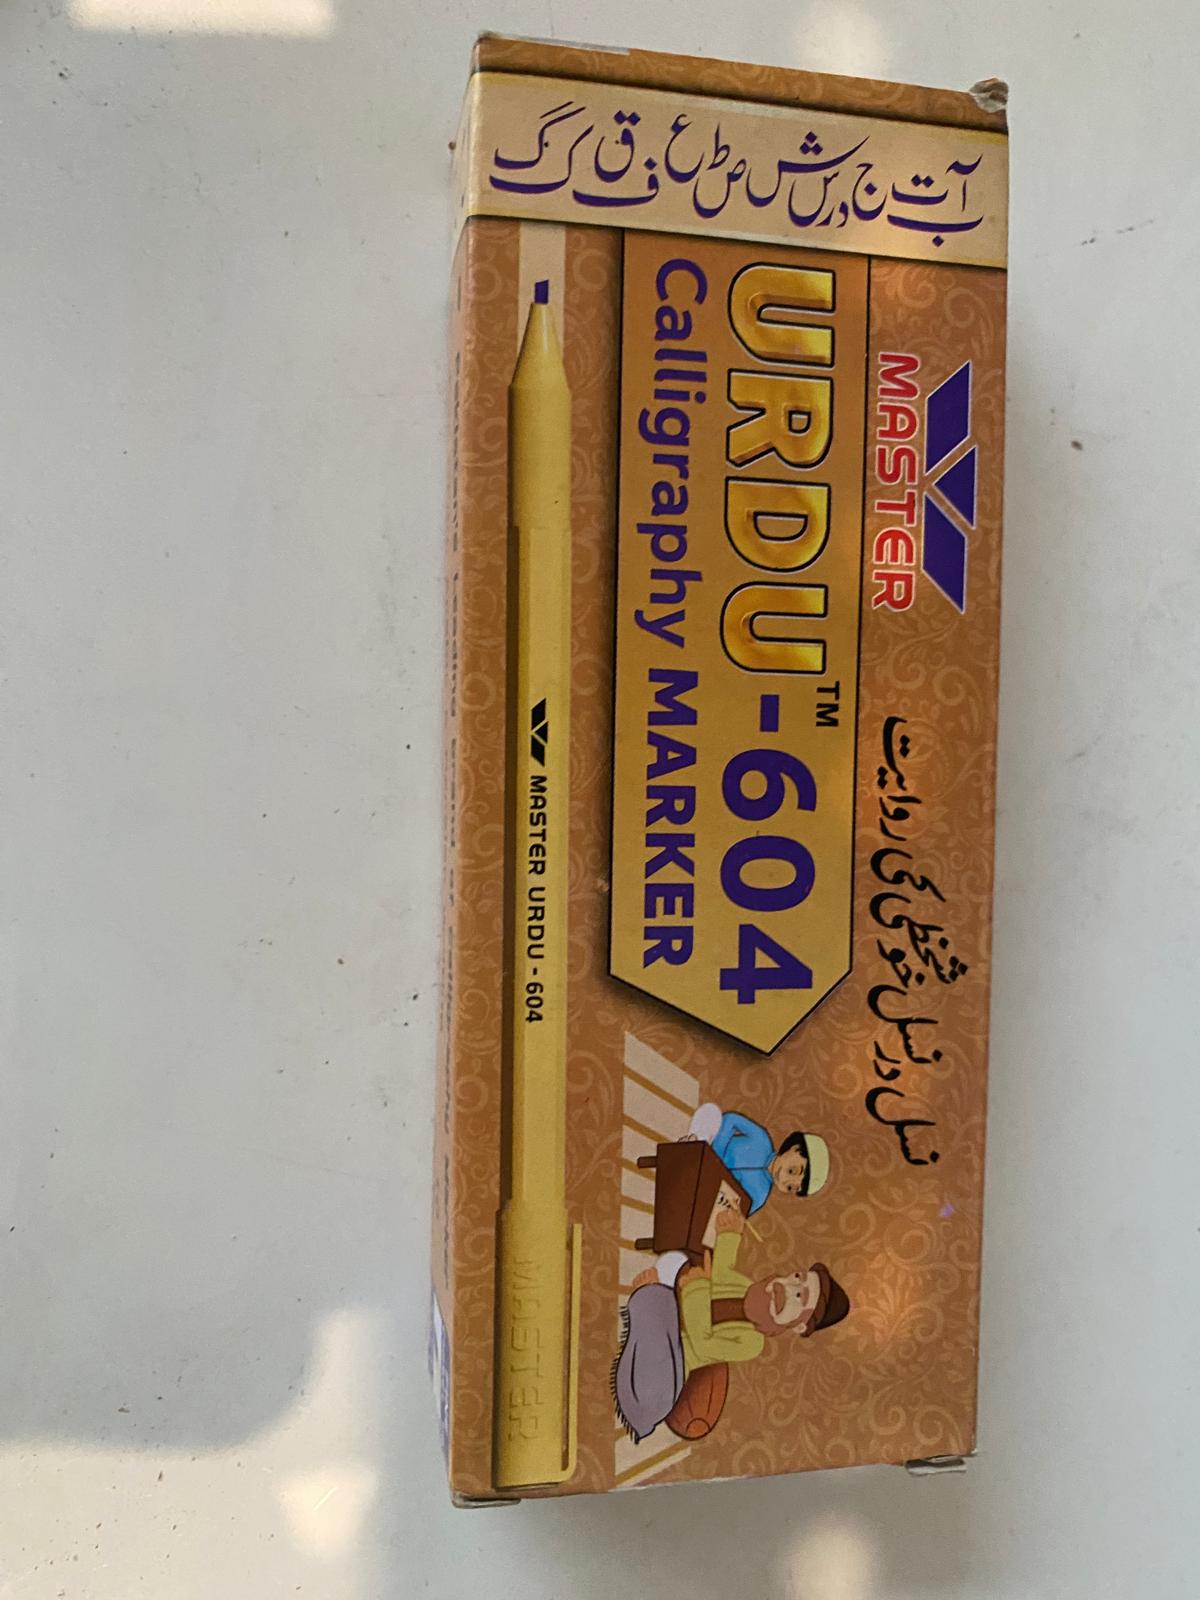 آ ب ت ج د ر س ش ص ط ع ف ق ک گ
MASTER
نسل در نسل خوشخطی کی روایت
URDU™-604
Calligraphy MARKER
MASTER URDU - 604
MASTER